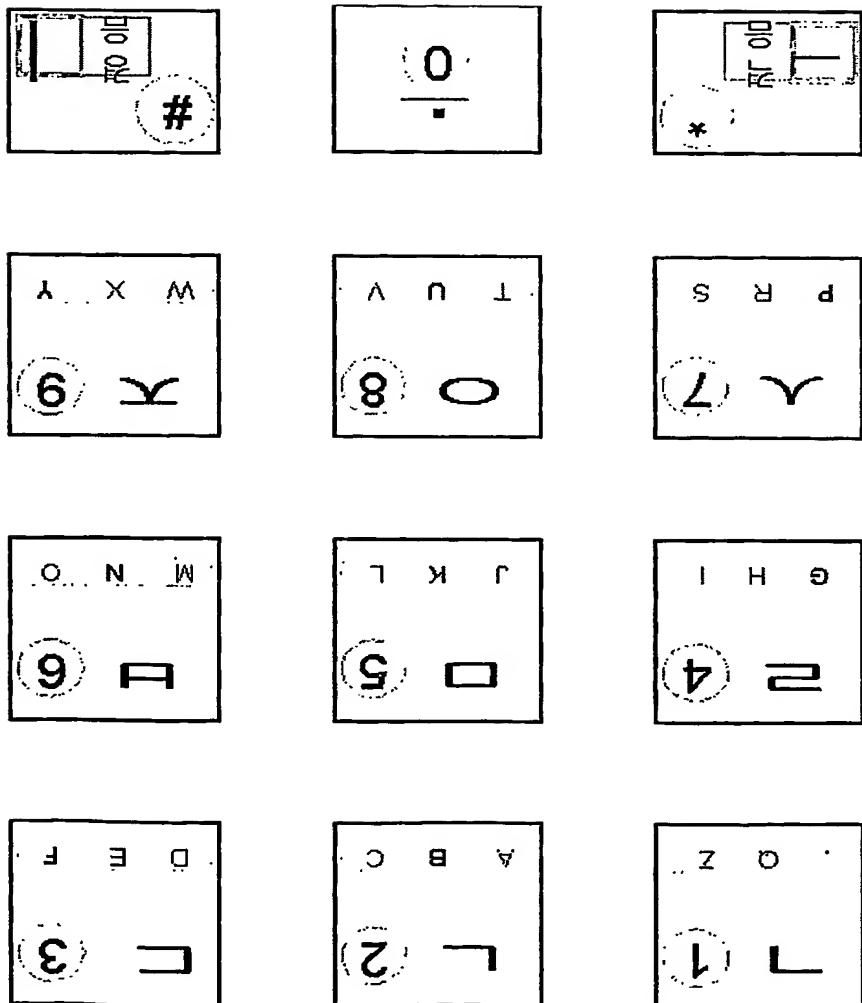 ㄱ 1 ㄴ 2 ㄷ 3
. Q Z A B C D E F
ㄹ 4 ㅁ 5 ㅂ 6
G H I J K L M N O
ㅅ 7 ㅇ 8 ㅈ 9
P R S T U V W X Y
* · #
ㅣ 0 ㅡ